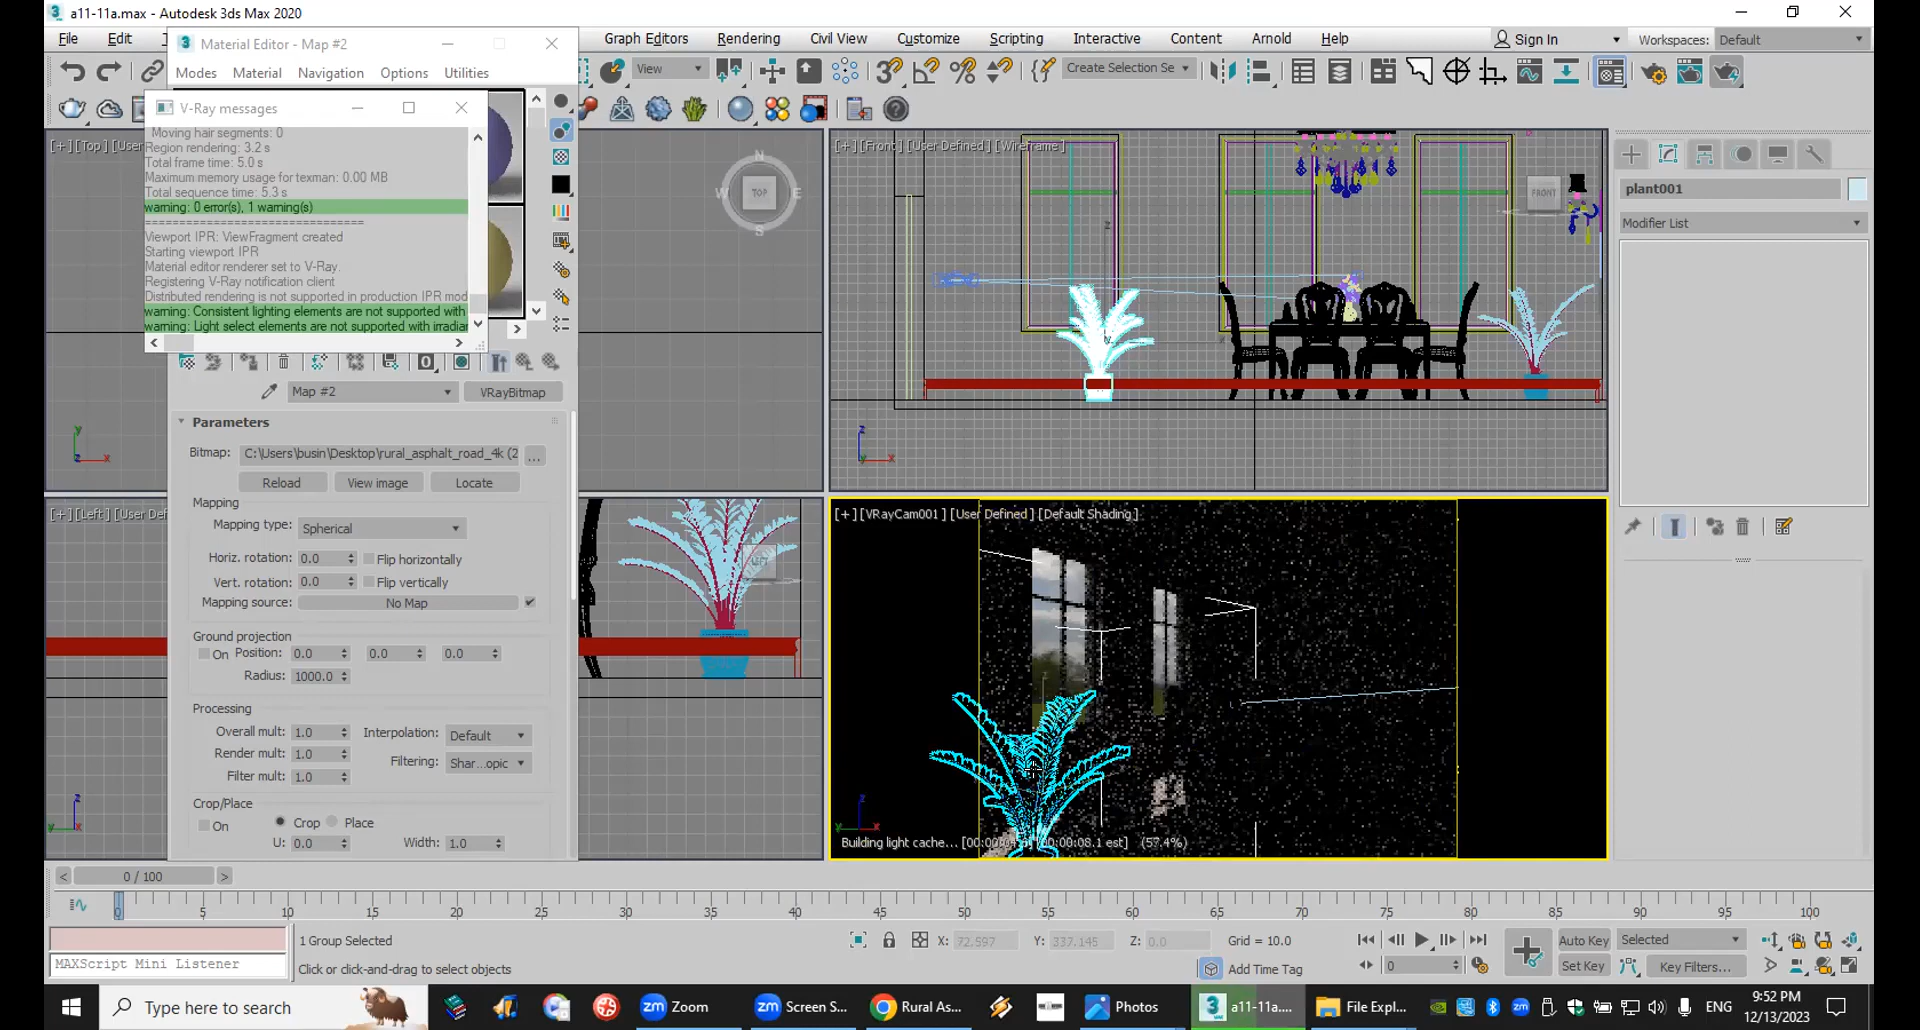 a11-11a.max - Autodesk 3ds Max 2020
File
Edit
Graph Editors
Rendering
Civil View
Customize
Scripting
Interactive
Content
Arnold
Help
Sign In
Workspaces: Default
Material Editor - Map #2
Modes
Material
Navigation
Options
Utilities
View
Create Selection Se
V-Ray messages
Moving hair segments: 0
Region rendering: 3.2 s
Total frame time: 5.0 s
Maximum memory usage for texman: 0.00 MB
Total sequence time: 5.3 s
warning: 0 error(s), 1 warning(s)
==============================
Viewport IPR: ViewFragment created
Starting viewport IPR
Material editor renderer set to V-Ray.
Registering V-Ray notification client
Distributed rendering is not supported in production IPR mod
warning: Consistent lighting elements are not supported with
warning: Light select elements are not supported with irradiar
Map #2
VRayBitmap
Parameters
Bitmap: C:\Users\busin\Desktop\rural_asphalt_road_4k (2 ...
Reload
View image
Locate
Mapping
Mapping type: Spherical
Horiz. rotation: 0.0 Flip horizontally
Vert. rotation: 0.0 Flip vertically
Mapping source: No Map
Ground projection
On Position: 0.0 0.0 0.0
Radius: 1000.0
Processing
Overall mult: 1.0 Interpolation: Default
Render mult: 1.0 Filtering: Shar...opic
Filter mult: 1.0
Crop/Place
On Crop Place
U: 0.0 Width: 1.0
[+] [Top] [User
N
W
TOP
E
S
[+] [Front] [User Defined] [Wireframe]
FRONT
[+] [Left] [User Def
[+] [VRayCam001] [User Defined] [Default Shading]
plant001
Modifier List
0 / 100
0 5 10 15 20 25 30 35 40 45 50 55 60 65 70 75 80 85 90 95 100
1 Group Selected
X: 72.597 Y: 337.145 Z: 0.0 Grid = 10.0
Auto Key
Selected
MAXScript Mini Listener
Click or click-and-drag to select objects
Add Time Tag
0
Set Key
Key Filters...
Type here to search
Zoom
Screen S...
Rural As...
Photos
a11-11a....
File Expl...
ENG
9:52 PM
12/13/2023